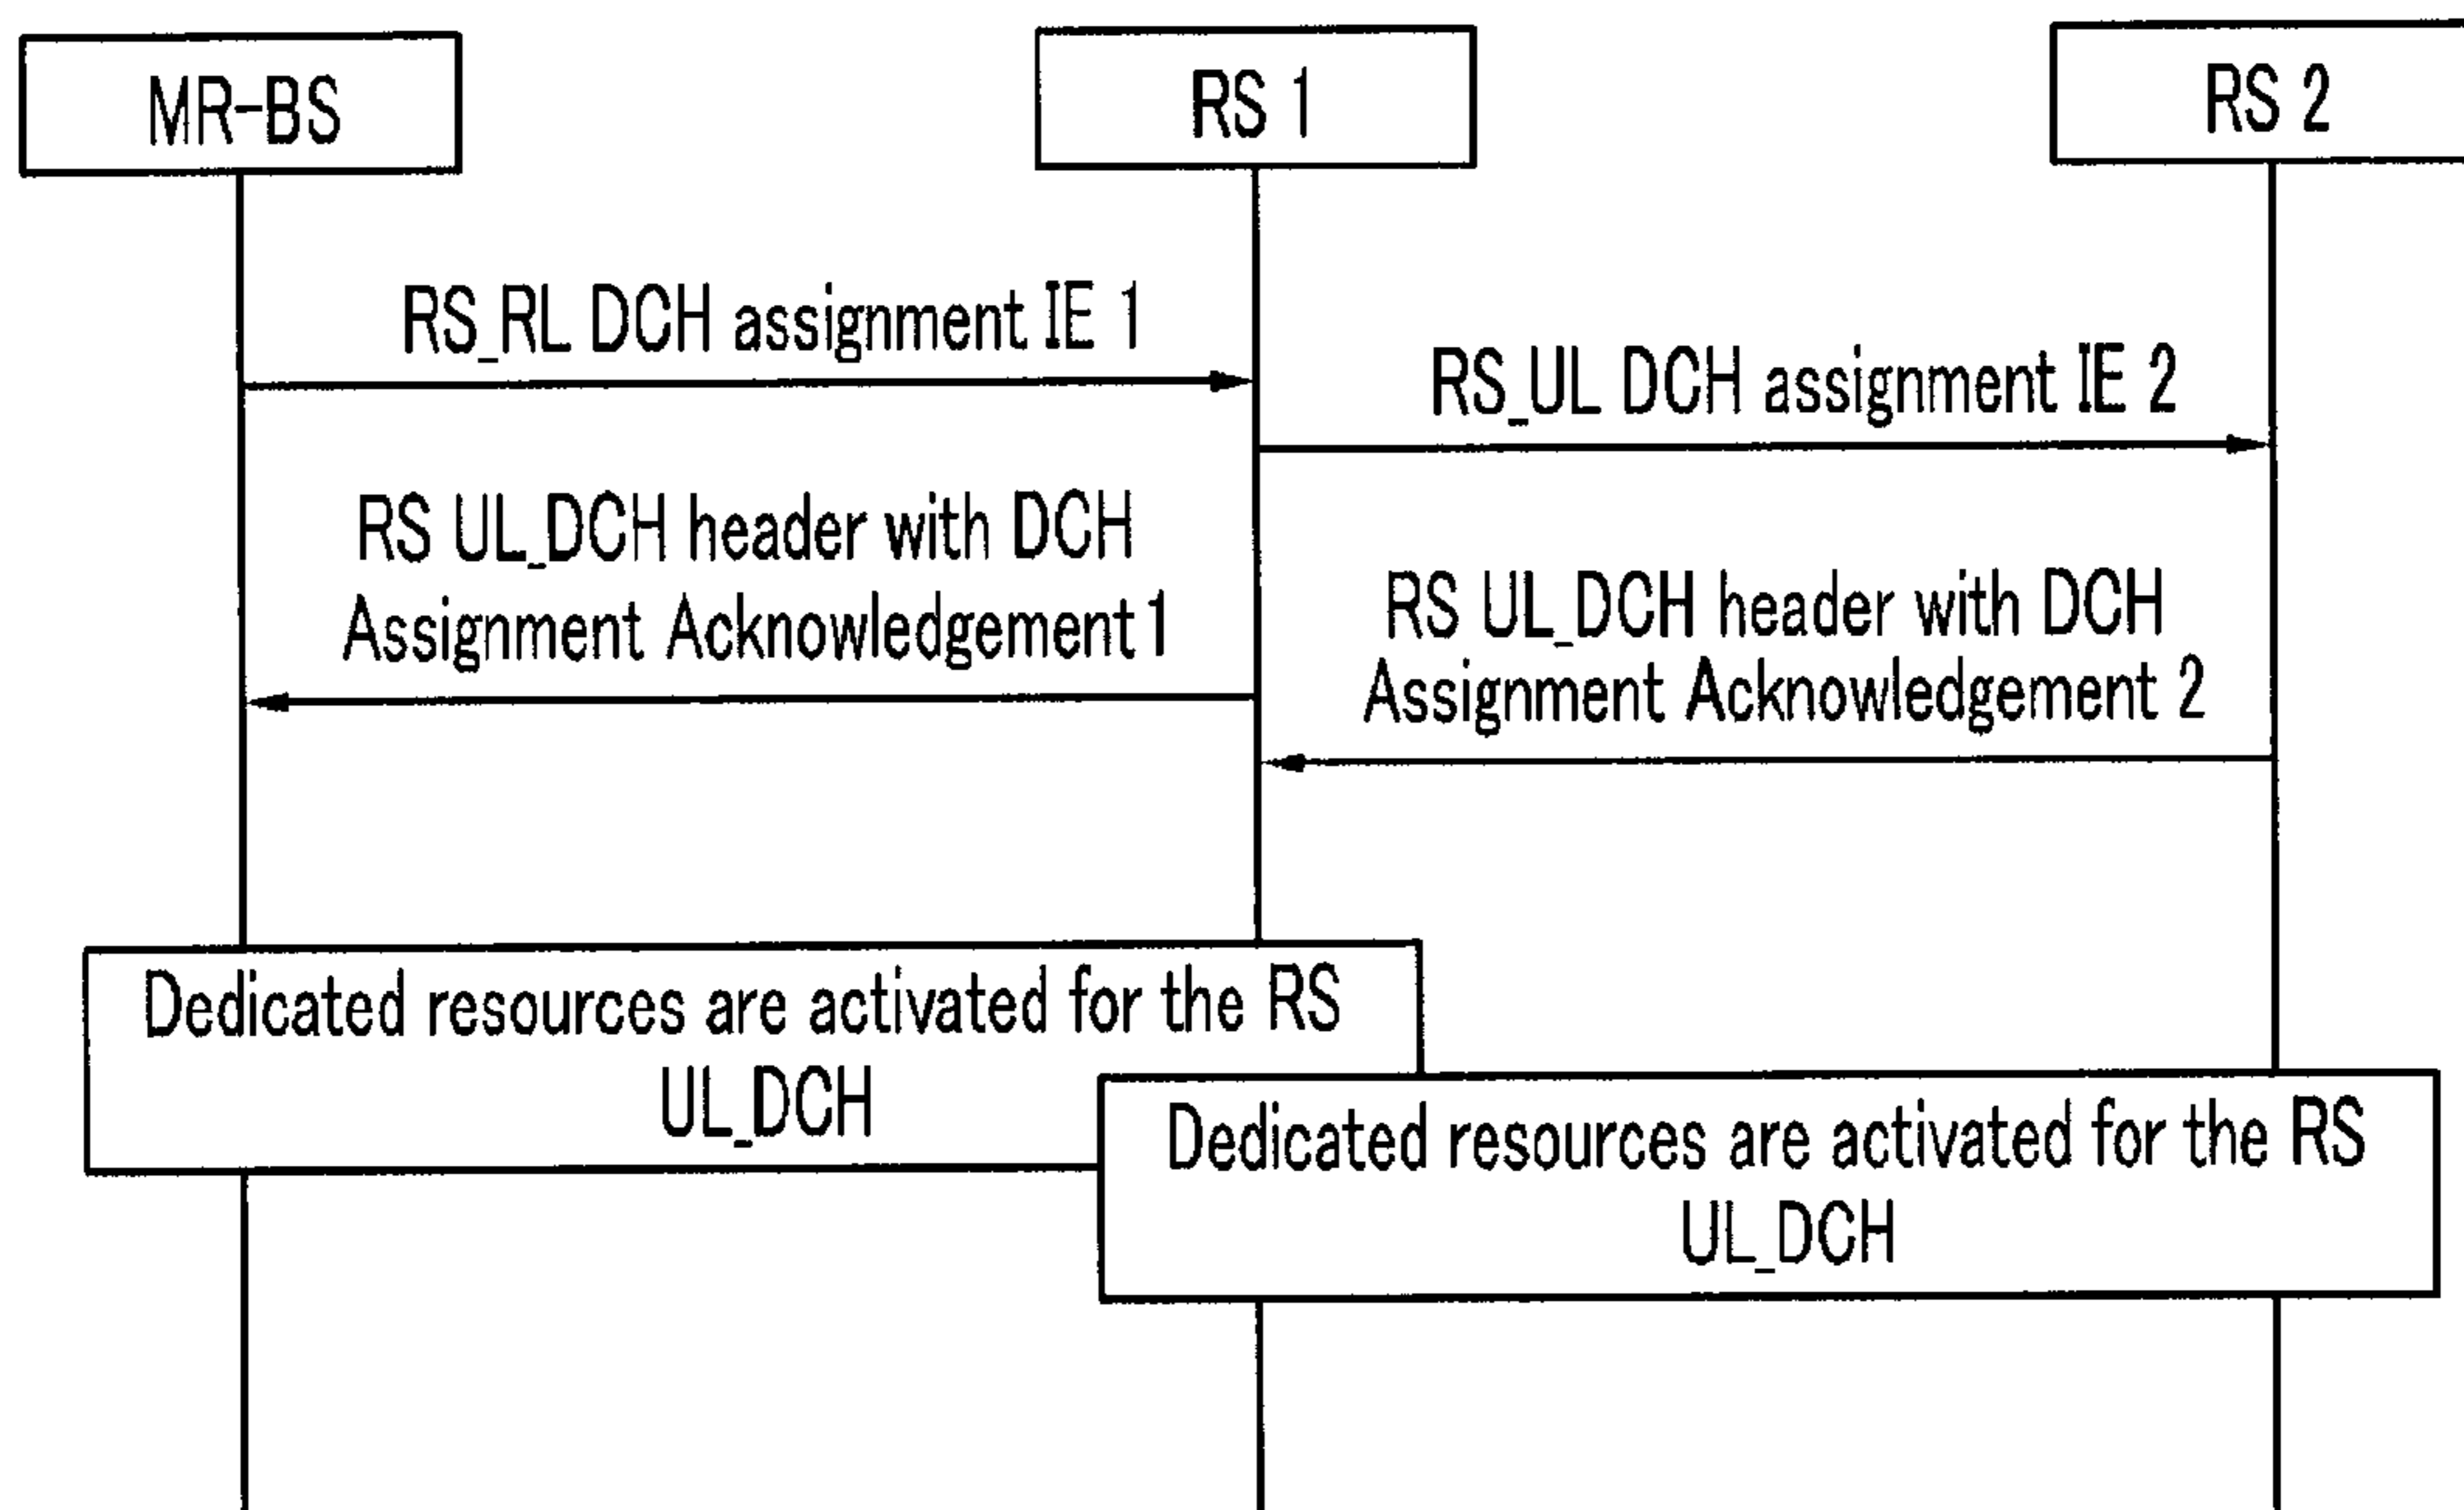 MR-BS
RS 1
RS 2
RS_RL DCH assignment IE 1
RS_UL DCH assignment IE 2
RS UL_DCH header with DCH
Assignment Acknowledgement 1
RS UL_DCH header with DCH
Assignment Acknowledgement 2
Dedicated resources are activated for the RS
UL_DCH
Dedicated resources are activated for the RS
UL_DCH